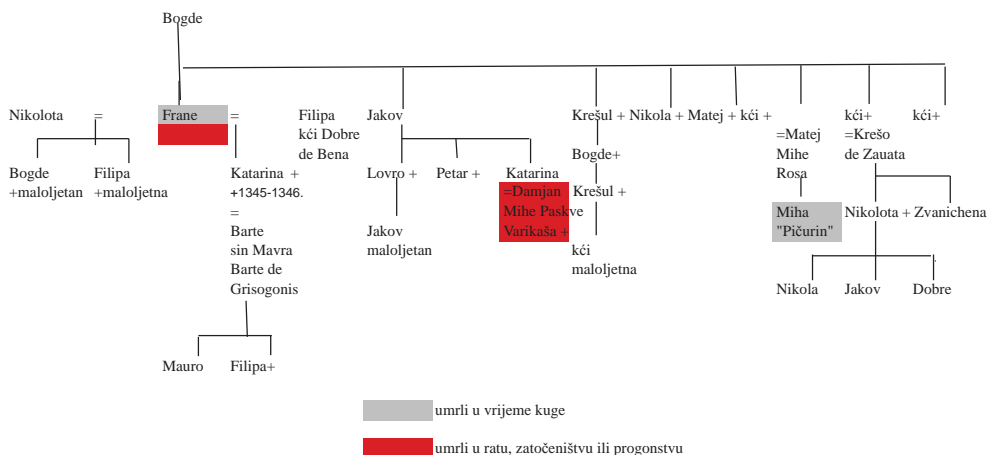 Bogde
Nikolota = Frane = Filipa Jakov Krešul + Nikola + Matej + kći + kći+ kći+
kći Dobre =Matej =Krešo
de Bena Mihe de Zauata
Bogde+
Bogde Filipa Katarina + Lovro + Petar + Katarina Rosa
+maloljetan +maloljetna +1345-1346. =Damjan Krešul +
= Mihe Paskve Miha Nikolota + Zvanichena
Barte Jakov Varikaša + "Pičurin"
sin Mavra maloljetan kći
Barte de maloljetna
Grisogonis Nikola Jakov Dobre
Mauro Filipa+
umrli u vrijeme kuge
umrli u ratu, zatočeništvu ili progonstvu